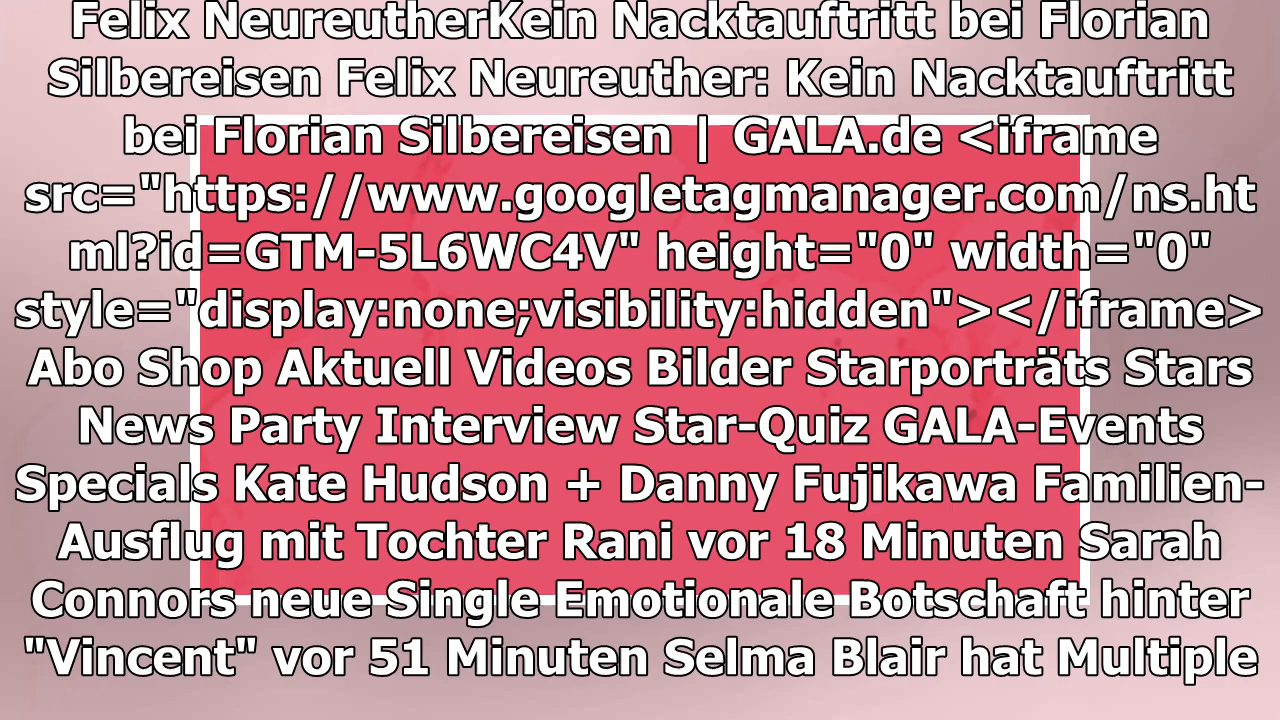 Felix NeureutherKein Nacktauftritt bei Florian
Silbereisen Felix Neureuther: Kein Nacktauftritt
bei Florian Silbereisen | GALA.de <iframe
src="https://www.googletagmanager.com/ns.ht
ml?id=GTM-5L6WC4V" height="0" width="0"
style="display:none;visibility:hidden"></iframe>
Abo Shop Aktuell Videos Bilder Starporträts Stars
News Party Interview Star-Quiz GALA-Events
Specials Kate Hudson + Danny Fujikawa Familien-
Ausflug mit Tochter Rani vor 18 Minuten Sarah
Connors neue Single Emotionale Botschaft hinter
"Vincent" vor 51 Minuten Selma Blair hat Multiple